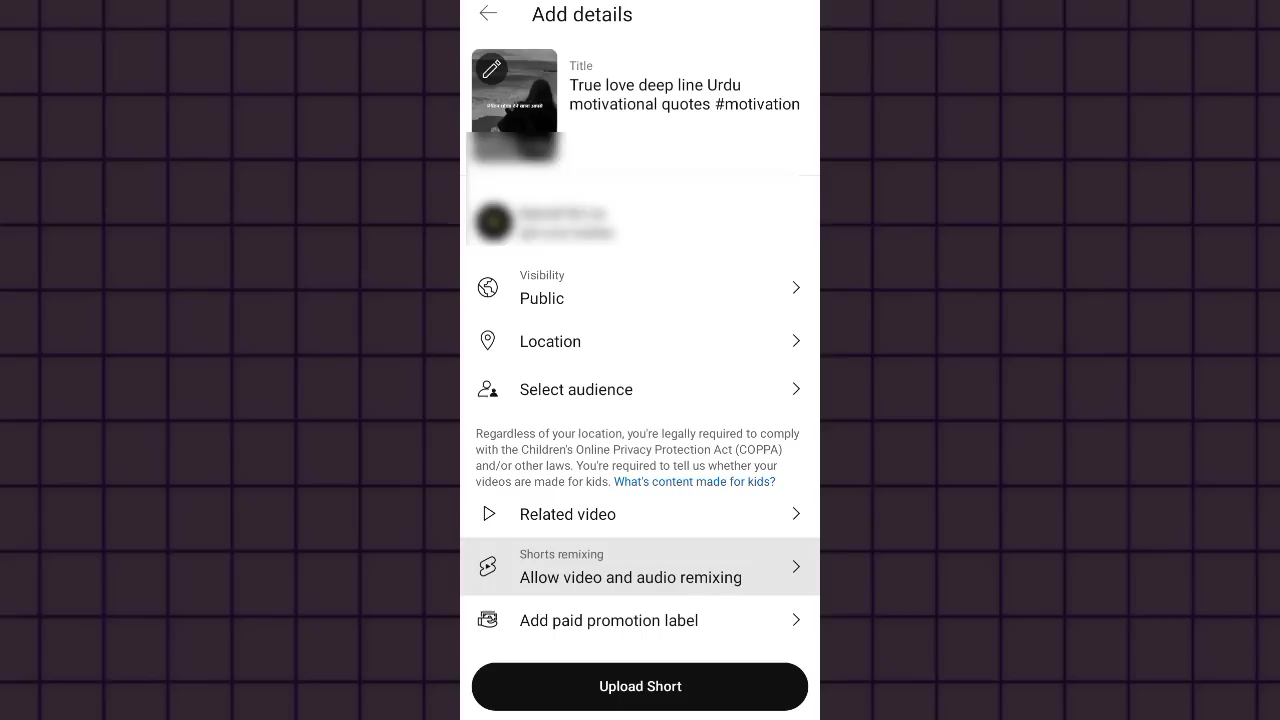 Add details
Title
True love deep line Urdu
motivational quotes #motivation
Visibility
Public
Location
Select audience
Regardless of your location, you're legally required to comply
with the Children's Online Privacy Protection Act (COPPA)
and/or other laws. You're required to tell us whether your
videos are made for kids. What's content made for kids?
Related video
Shorts remixing
Allow video and audio remixing
Add paid promotion label
Upload Short